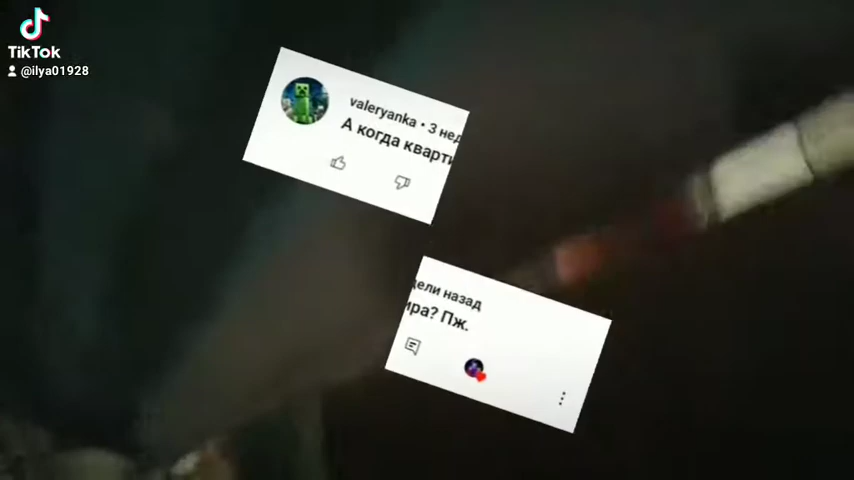 TikTok
@ilya01928
valeryanka • 3 нед
А когда кварти
дели назад
ира? Пж.